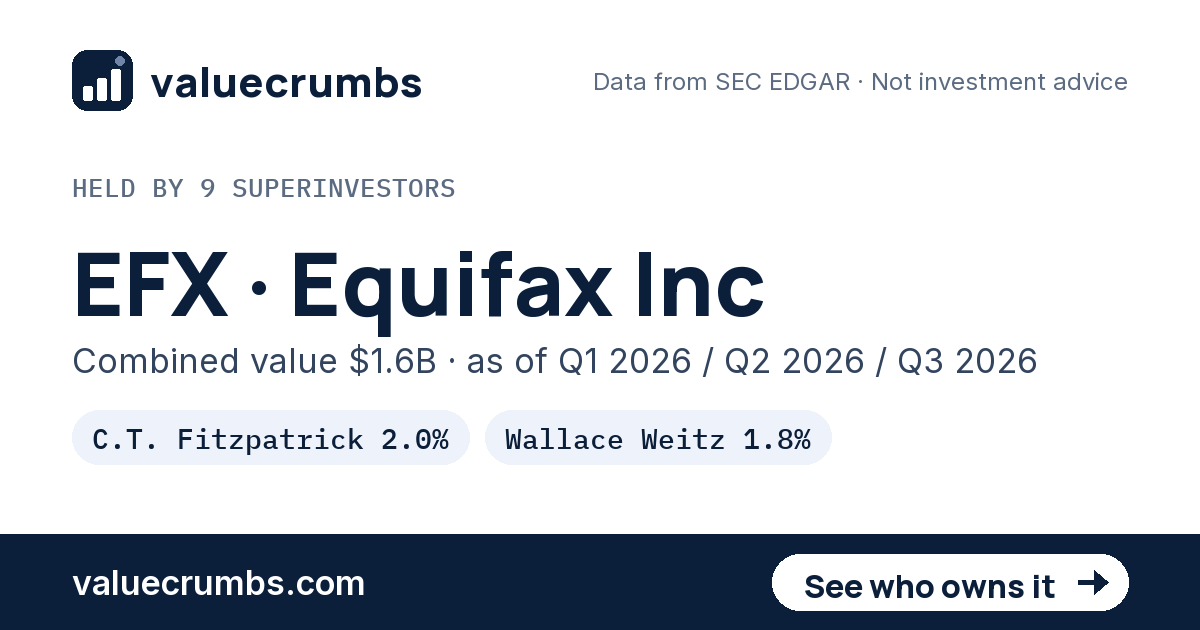 valuecrumbs
Data from SEC EDGAR · Not investment advice
HELD BY 9 SUPERINVESTORS
EFX · Equifax Inc
Combined value $1.6B · as of Q1 2026 / Q2 2026 / Q3 2026
C.T. Fitzpatrick 2.0%
Wallace Weitz 1.8%
valuecrumbs.com
See who owns it →